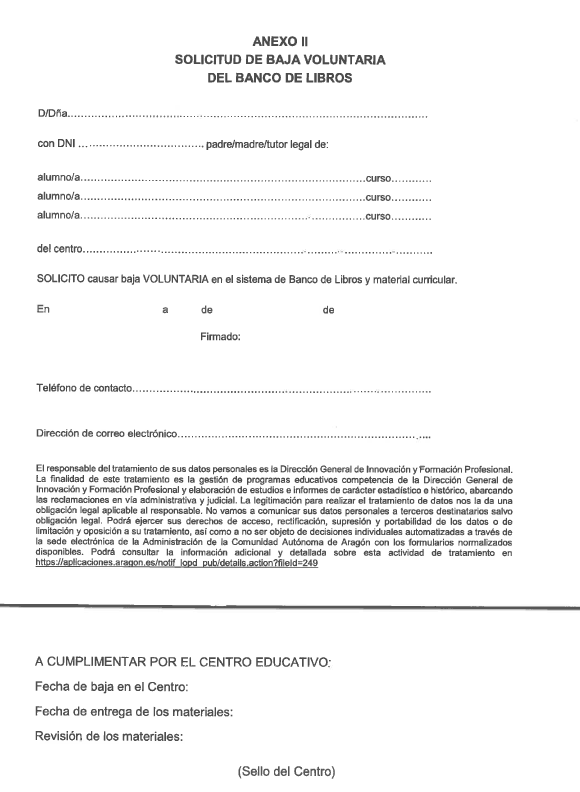 ANEXO II
SOLICITUD DE BAJA VOLUNTARIA
DEL BANCO DE LIBROS
D/Dña....................................................................................................
con DNI .................................... padre/madre/tutor legal de:
alumno/a...............................................................................curso...........
alumno/a...............................................................................curso...........
alumno/a...............................................................................curso...........
del centro..................................................................................................
SOLICITO causar baja VOLUNTARIA en el sistema de Banco de Libros y material curricular.
En a de de
Firmado:
Teléfono de contacto...................................................................................
Dirección de correo electrónico......................................................................
El responsable del tratamiento de sus datos personales es la Dirección General de Innovación y Formación Profesional.
La finalidad de este tratamiento es la gestión de programas educativos competencia de la Dirección General de
Innovación y Formación Profesional y elaboración de estudios e informes de carácter estadístico e histórico, abarcando
las reclamaciones en vía administrativa y judicial. La legitimación para realizar el tratamiento de datos nos la da una
obligación legal aplicable al responsable. No vamos a comunicar sus datos personales a terceros destinatarios salvo
obligación legal. Podrá ejercer sus derechos de acceso, rectificación, supresión y portabilidad de los datos o de
limitación y oposición a su tratamiento, así como a no ser objeto de decisiones individuales automatizadas a través de
la sede electrónica de la Administración de la Comunidad Autónoma de Aragón con los formularios normalizados
disponibles. Podrá consultar la información adicional y detallada sobre esta actividad de tratamiento en
https://aplicaciones.aragon.es/notif_lopd_pub/details.action?fileId=249
A CUMPLIMENTAR POR EL CENTRO EDUCATIVO:
Fecha de baja en el Centro:
Fecha de entrega de los materiales:
Revisión de los materiales:
(Sello del Centro)